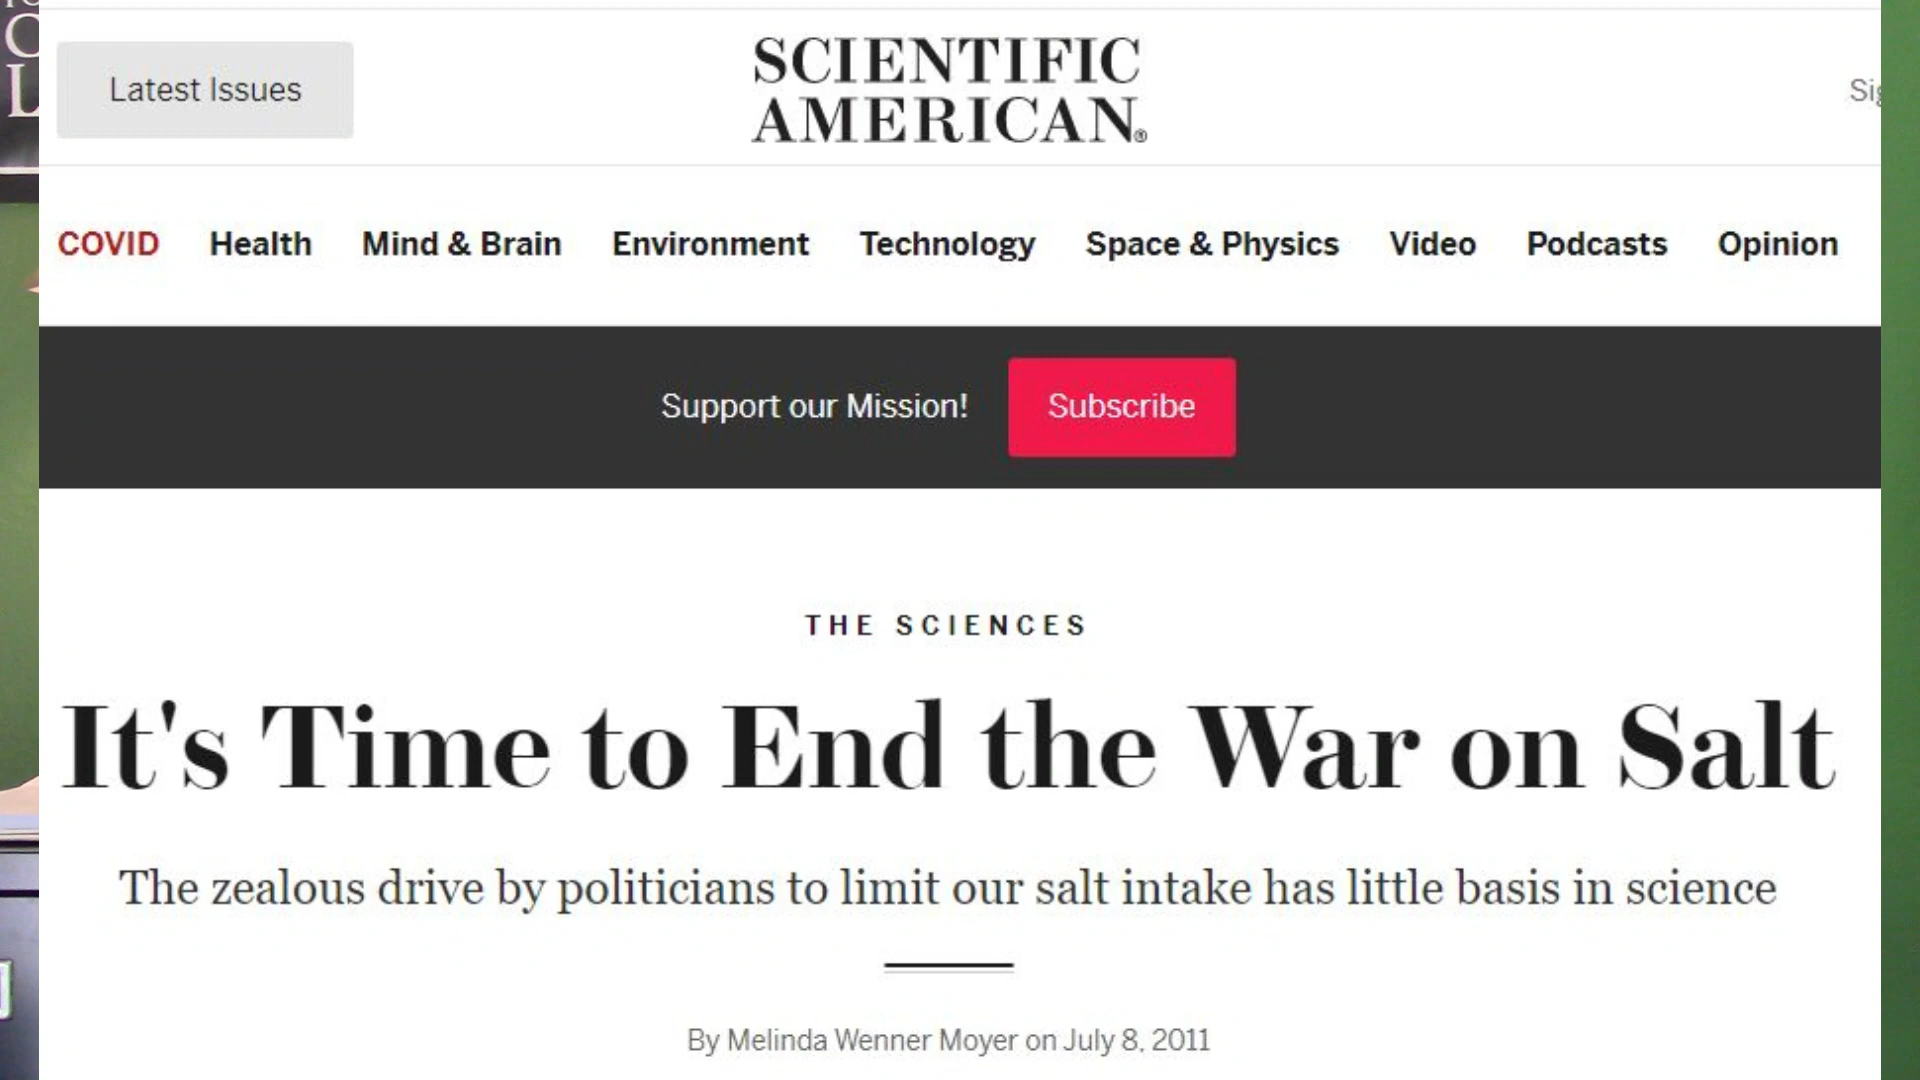 Latest Issues
SCIENTIFIC
AMERICAN®
COVID Health Mind & Brain Environment Technology Space & Physics Video Podcasts Opinion
Support our Mission! Subscribe
THE SCIENCES
It's Time to End the War on Salt
The zealous drive by politicians to limit our salt intake has little basis in science
By Melinda Wenner Moyer on July 8, 2011